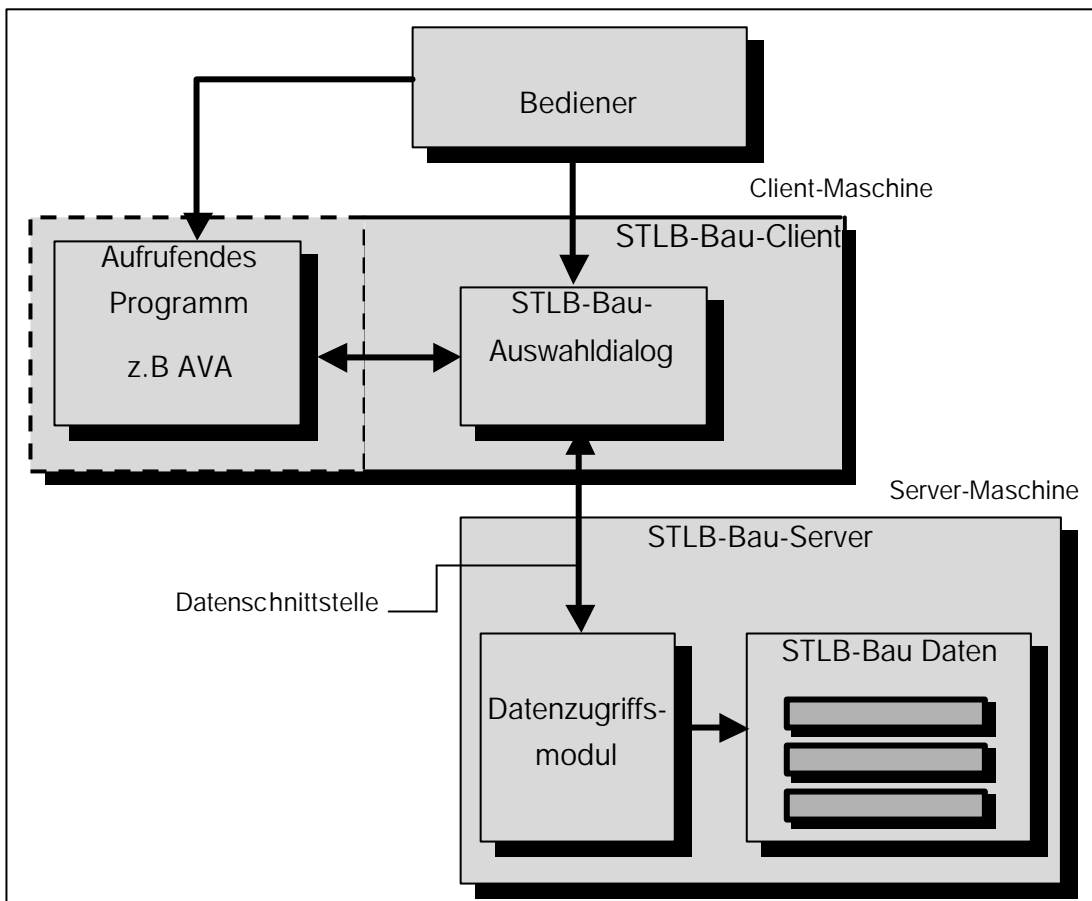 Bediener
Client-Maschine
STLB-Bau-Client
Aufrufendes
Programm
z.B AVA
STLB-Bau-
Auswahldialog
Server-Maschine
STLB-Bau-Server
Datenschnittstelle
Datenzugriffs-
modul
STLB-Bau Daten